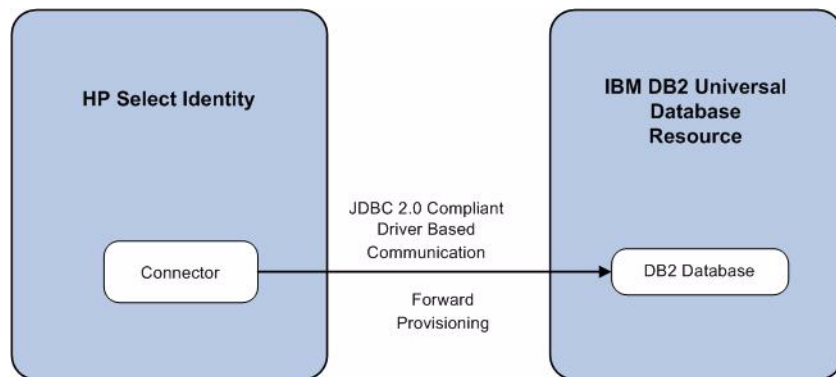 HP Select Identity
IBM DB2 Universal
Database
Resource
JDBC 2.0 Compliant
Driver Based
Communication
Connector
DB2 Database
Forward
Provisioning